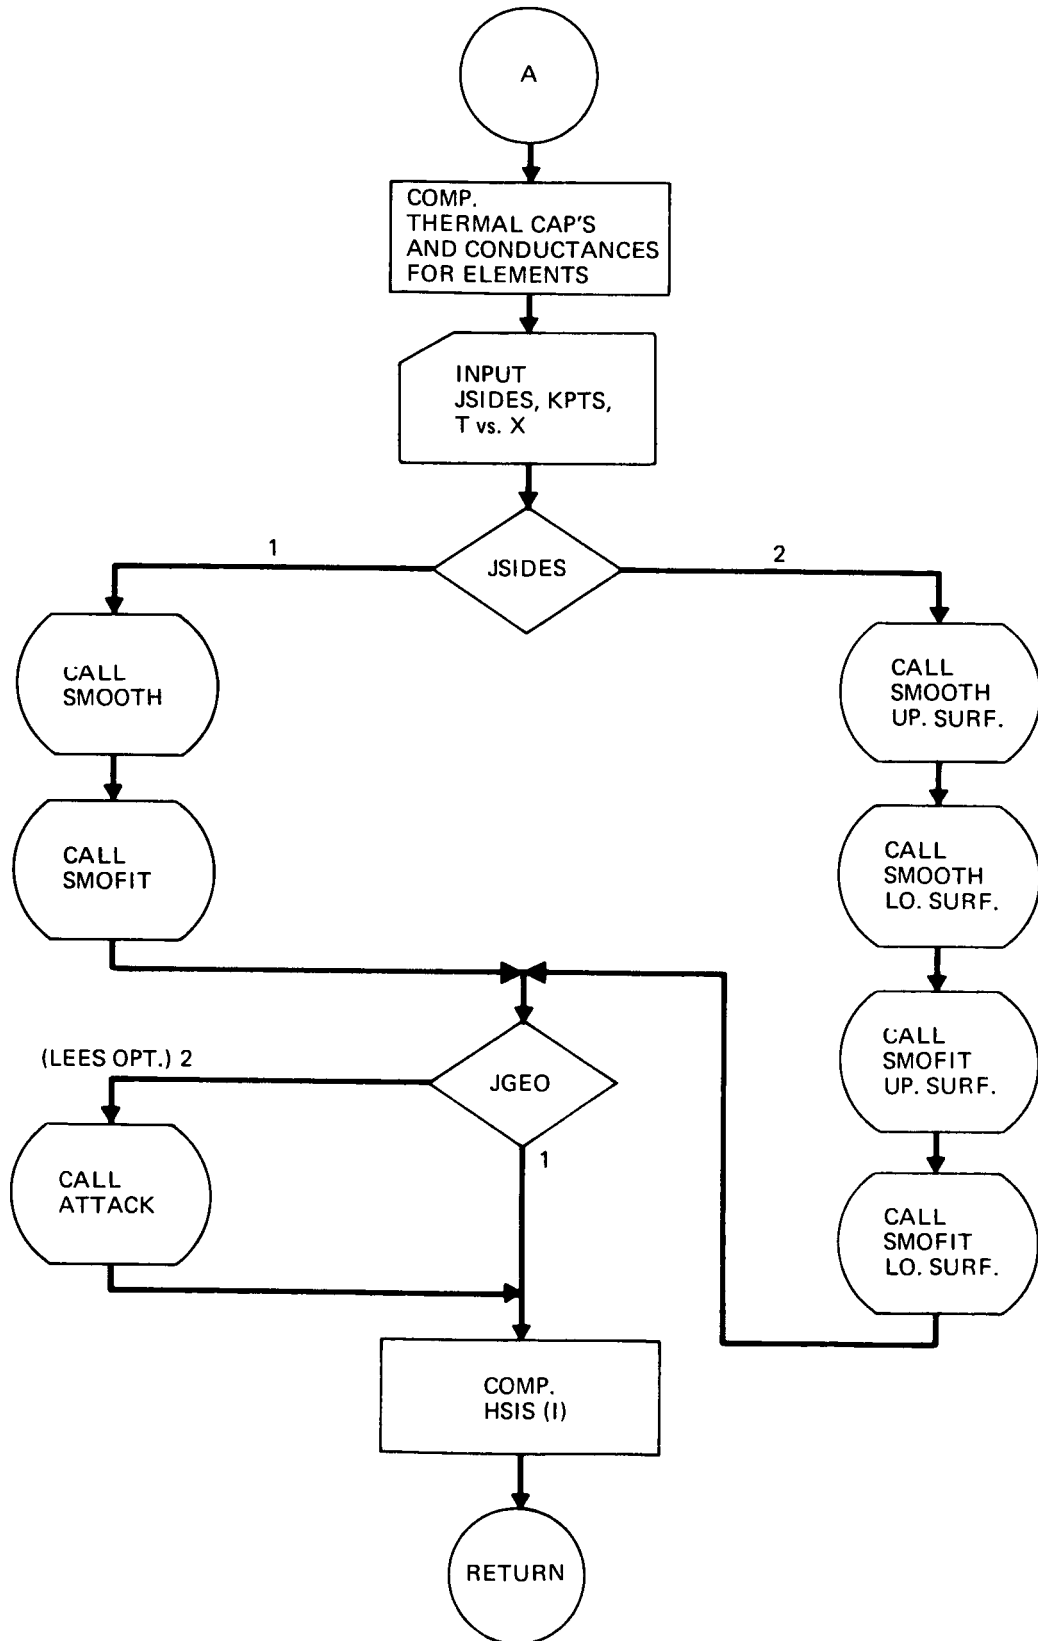 A
COMP.
THERMAL CAP'S
AND CONDUCTANCES
FOR ELEMENTS
INPUT
JSIDES, KPTS,
T vs. X
JSIDES
1
2
CALL
SMOOTH
CALL
SMOFIT
CALL
SMOOTH
UP. SURF.
CALL
SMOOTH
LO. SURF.
CALL
SMOFIT
UP. SURF.
CALL
SMOFIT
LO. SURF.
JGEO
(LEES OPT.) 2
1
CALL
ATTACK
COMP.
HSIS (I)
RETURN